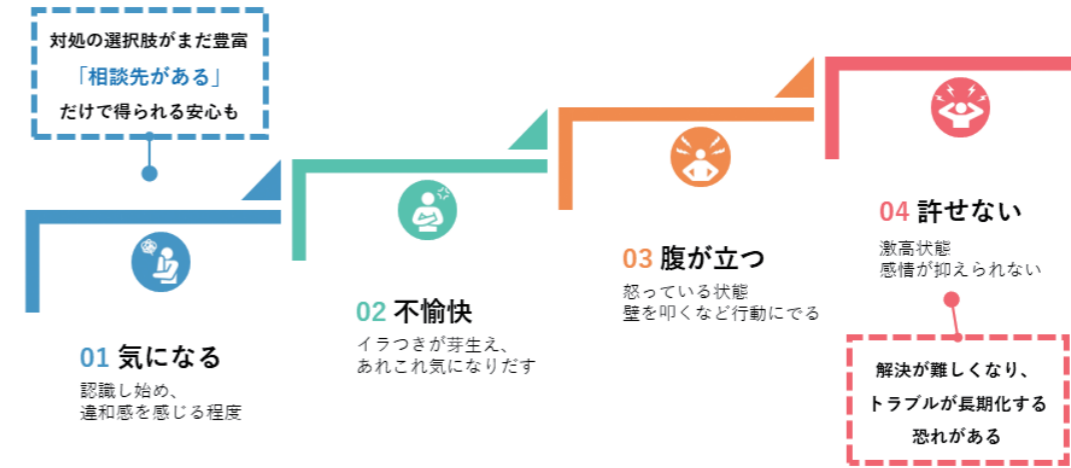 対処の選択肢がまだ豊富
「相談先がある」
だけで得られる安心も
01 気になる
認識し始め、
違和感を感じる程度
02 不愉快
イラつきが芽生え、
あれこれ気になりだす
03 腹が立つ
怒っている状態
壁を叩くなど行動にでる
04 許せない
激高状態
感情が抑えられない
解決が難しくなり、
トラブルが長期化する
恐れがある